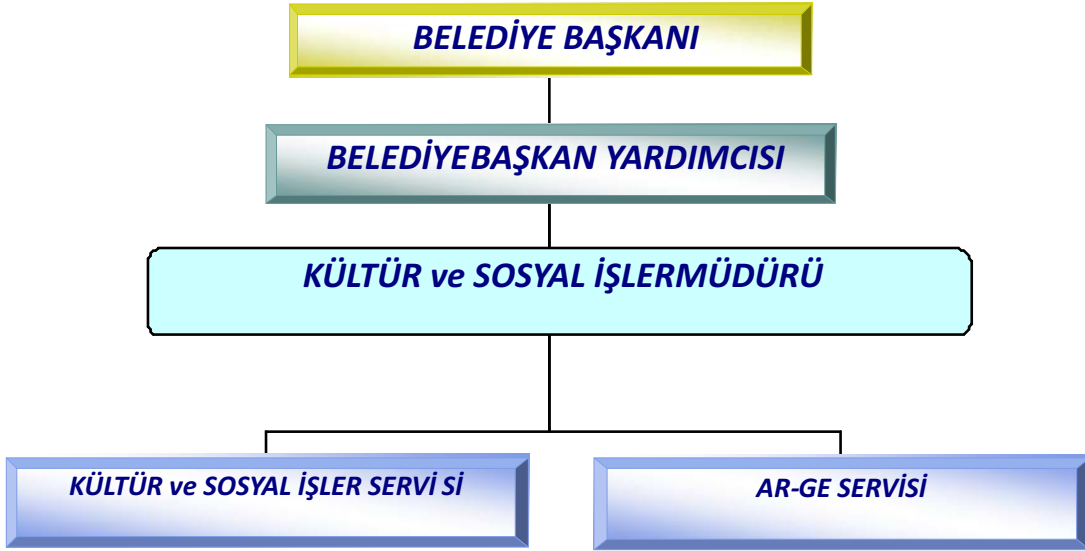 BELEDİYE BAŞKANI
BELEDİYEBAŞKAN YARDIMCISI
KÜLTÜR ve SOSYAL İŞLERMÜDÜRÜ
KÜLTÜR ve SOSYAL İŞLER SERVİ Sİ
AR-GE SERVİSİ